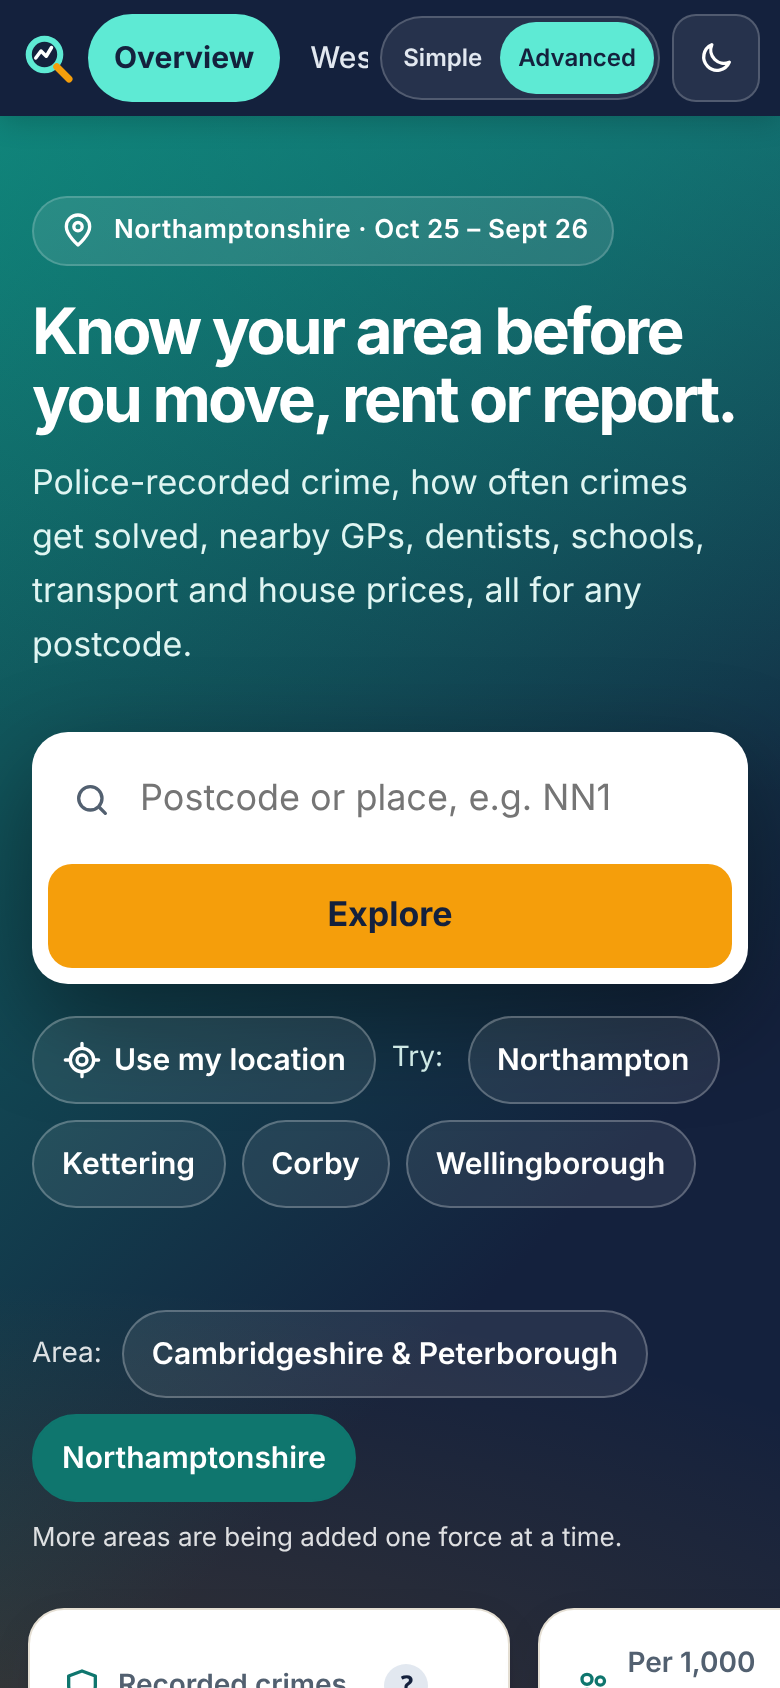 Overview
Wes
Simple
Advanced
Northamptonshire · Oct 25 – Sept 26
Know your area before
you move, rent or report.
Police-recorded crime, how often crimes
get solved, nearby GPs, dentists, schools,
transport and house prices, all for any
postcode.
Postcode or place, e.g. NN1
Explore
Use my location
Try:
Northampton
Kettering
Corby
Wellingborough
Area:
Cambridgeshire & Peterborough
Northamptonshire
More areas are being added one force at a time.
Recorded crimes
?
Per 1,000